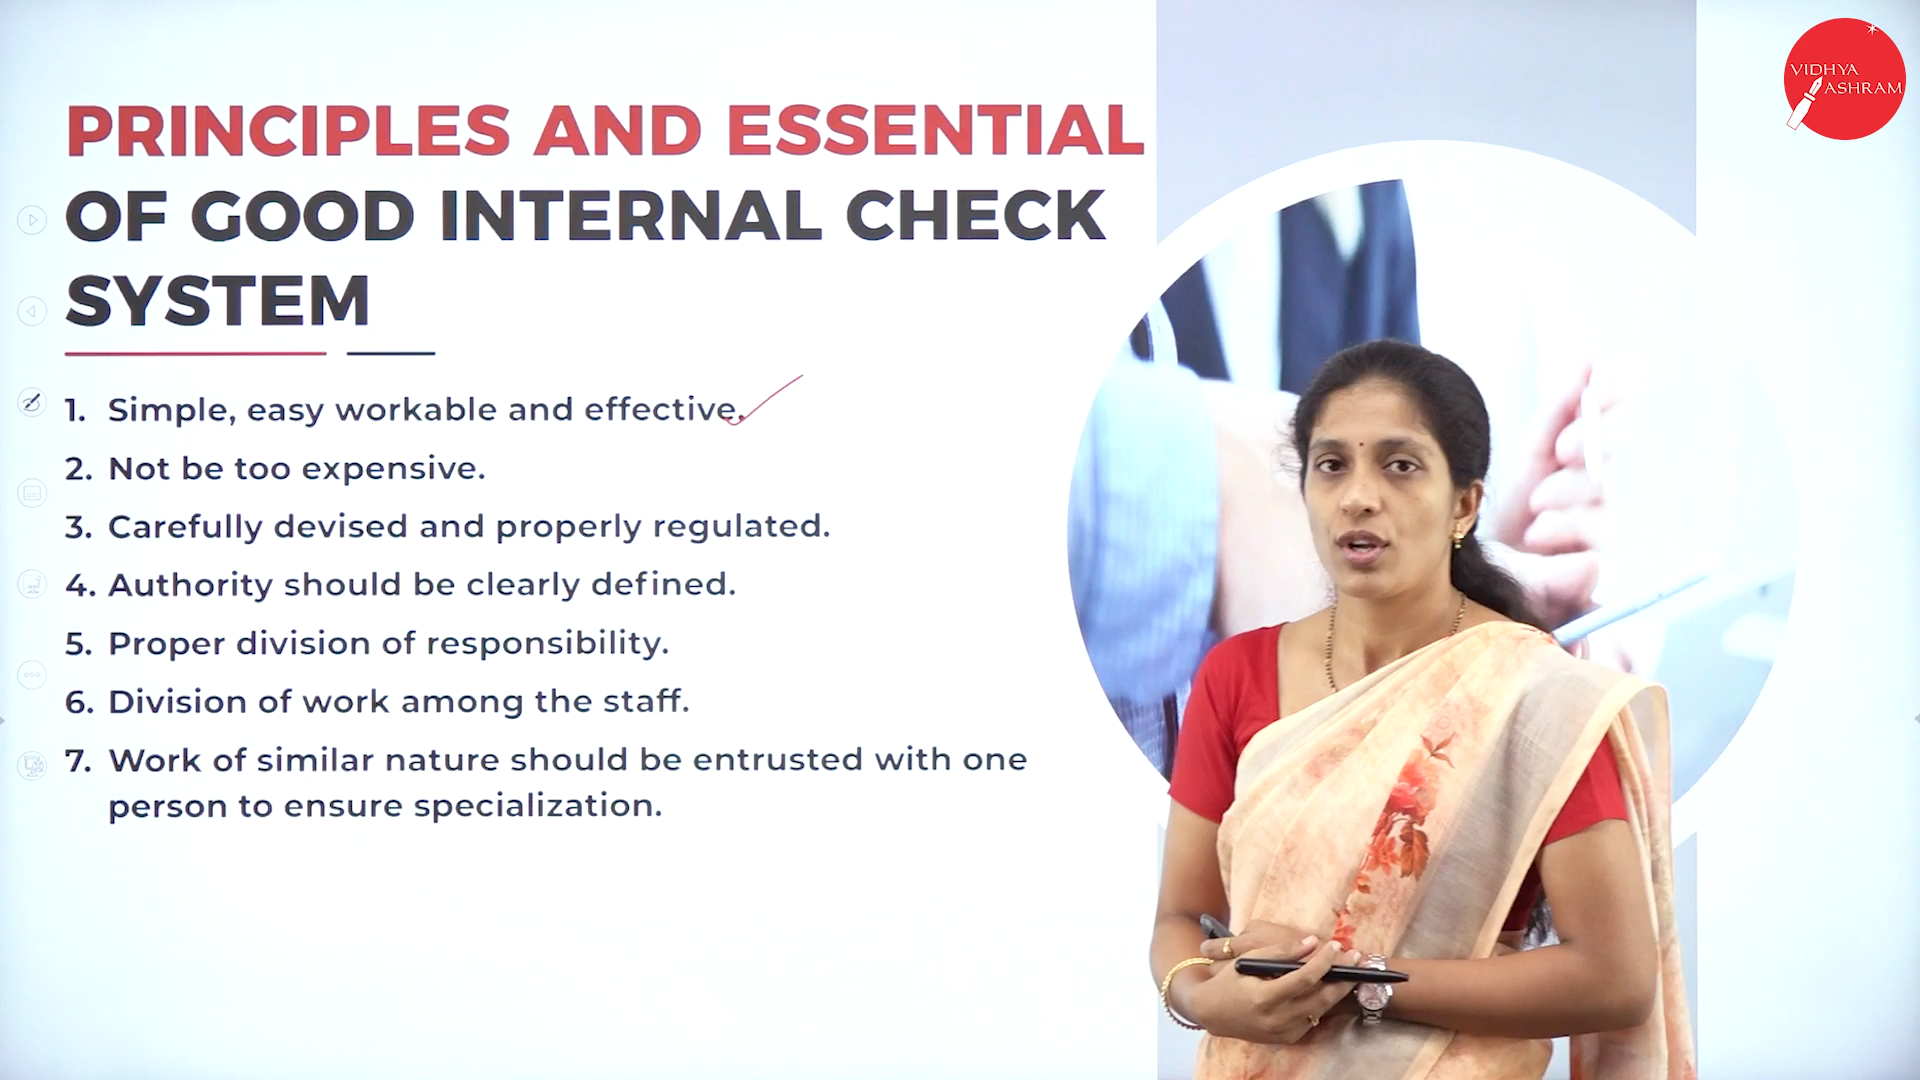 PRINCIPLES AND ESSENTIAL
OF GOOD INTERNAL CHECK
SYSTEM
1. Simple, easy workable and effective.
2. Not be too expensive.
3. Carefully devised and properly regulated.
4. Authority should be clearly defined.
5. Proper division of responsibility.
6. Division of work among the staff.
7. Work of similar nature should be entrusted with one
person to ensure specialization.
VIDHYA
ASHRAM